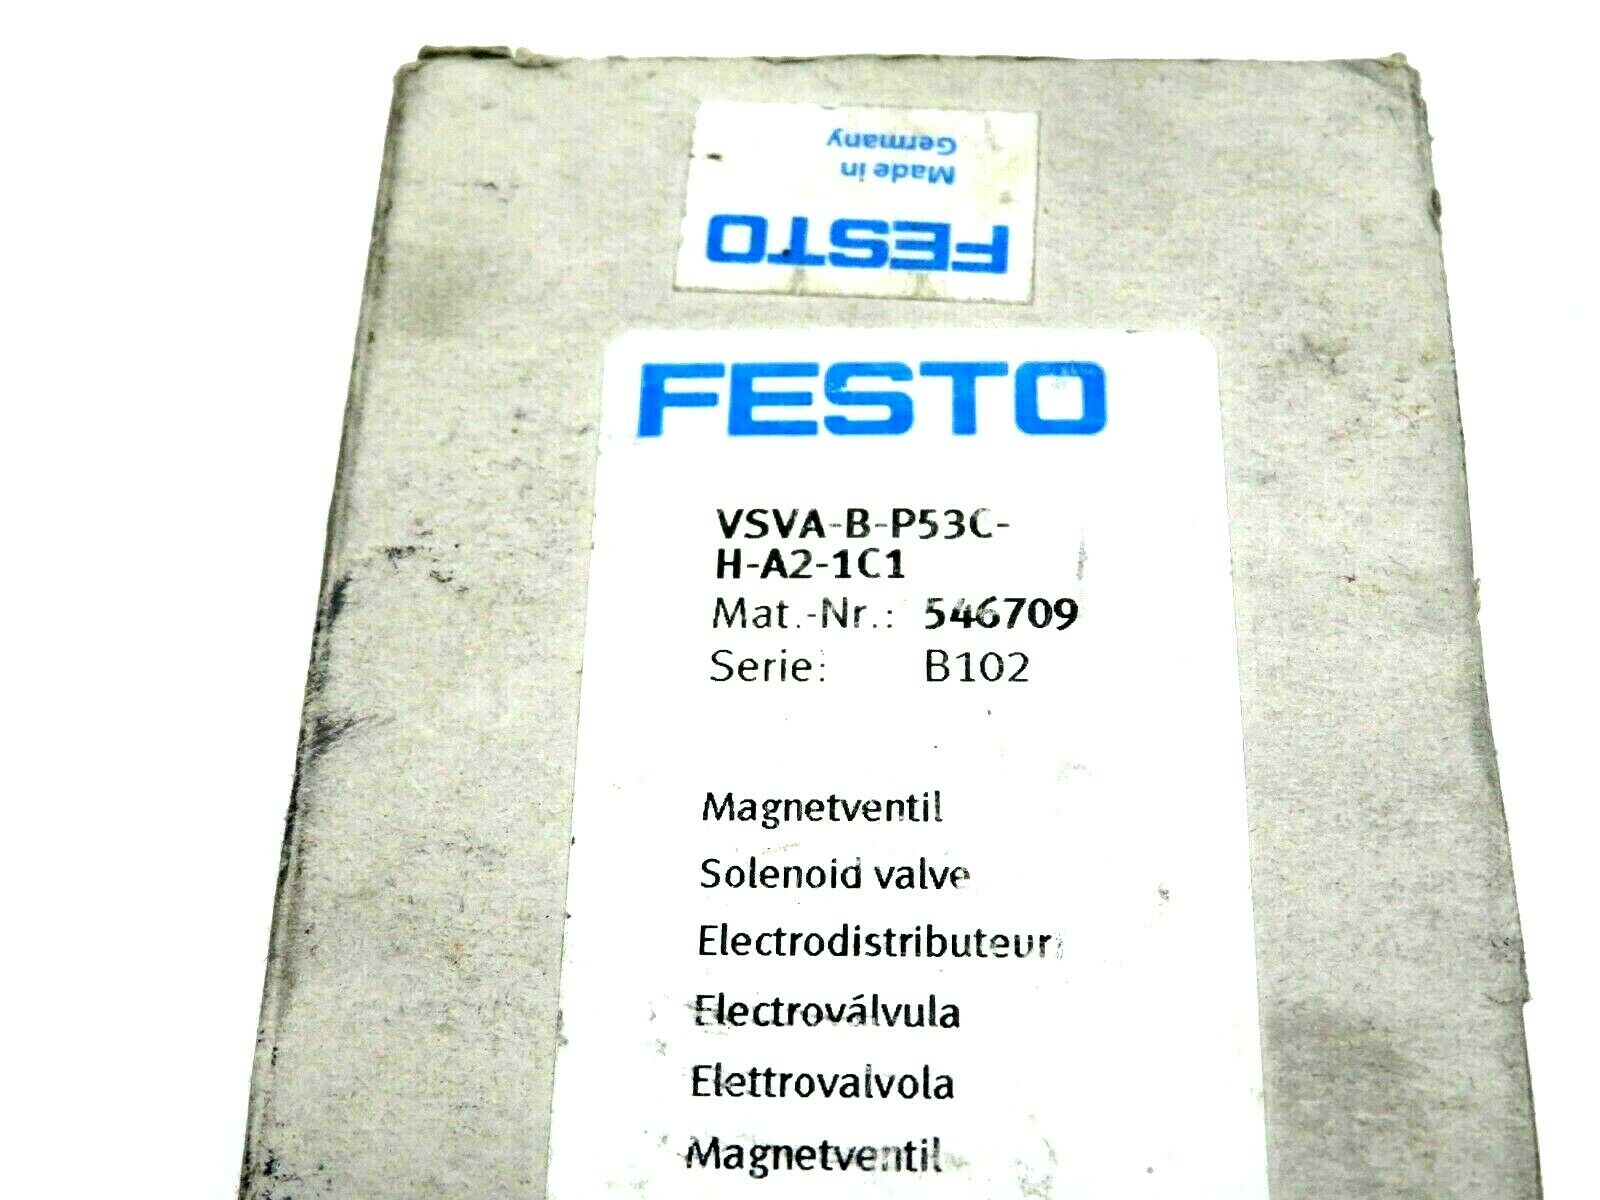 Made in
Germany
FESTO
FESTO
VSVA-B-P53C-
H-A2-1C1
Mat.-Nr.: 546709
Serie: B102
Magnetventil
Solenoid valve
Electrodistributeur
Electroválvula
Elettrovalvola
Magnetventil